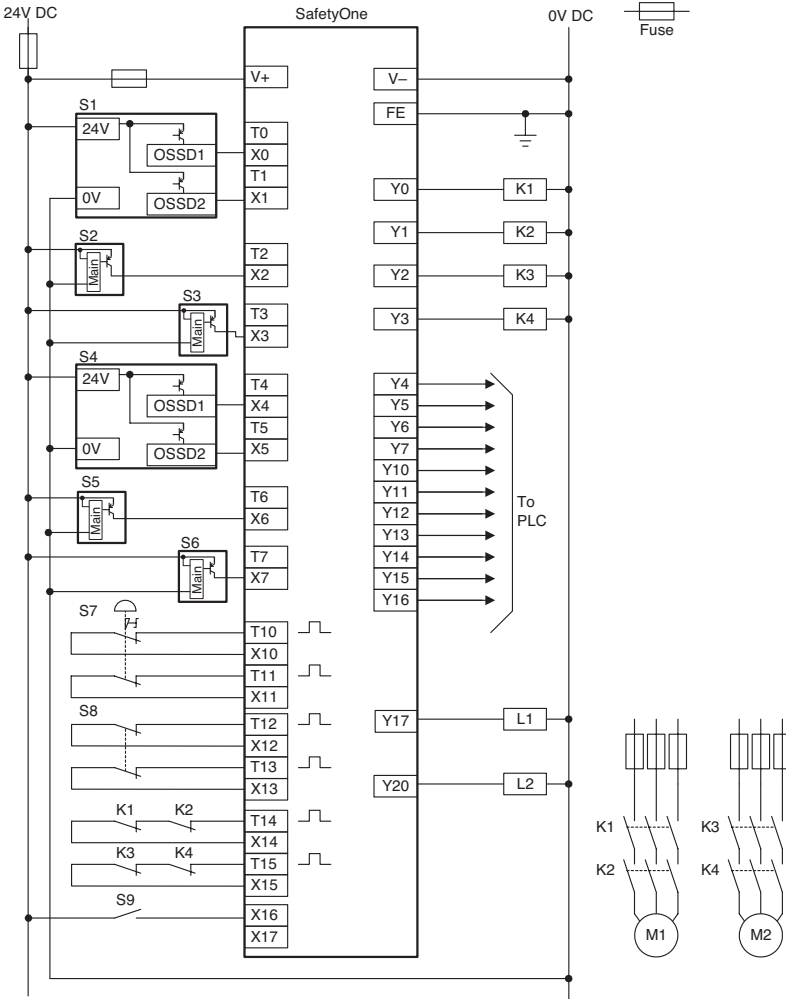 24V DC
SafetyOne
0V DC
Fuse
V+
V–
FE
S1
24V
OSSD1
0V
OSSD2
T0
X0
T1
X1
Y0
K1
Y1
K2
S2
Main
T2
X2
Y2
K3
S3
Main
T3
X3
Y3
K4
S4
24V
OSSD1
0V
OSSD2
T4
X4
T5
X5
Y4
Y5
Y6
Y7
Y10
Y11
Y12
Y13
Y14
Y15
Y16
To
PLC
S5
Main
T6
X6
S6
Main
T7
X7
S7
T10
X10
T11
X11
S8
T12
X12
T13
X13
Y17
L1
Y20
L2
K1
K2
T14
X14
K3
K4
T15
X15
S9
X16
X17
K1
K2
M1
K3
K4
M2